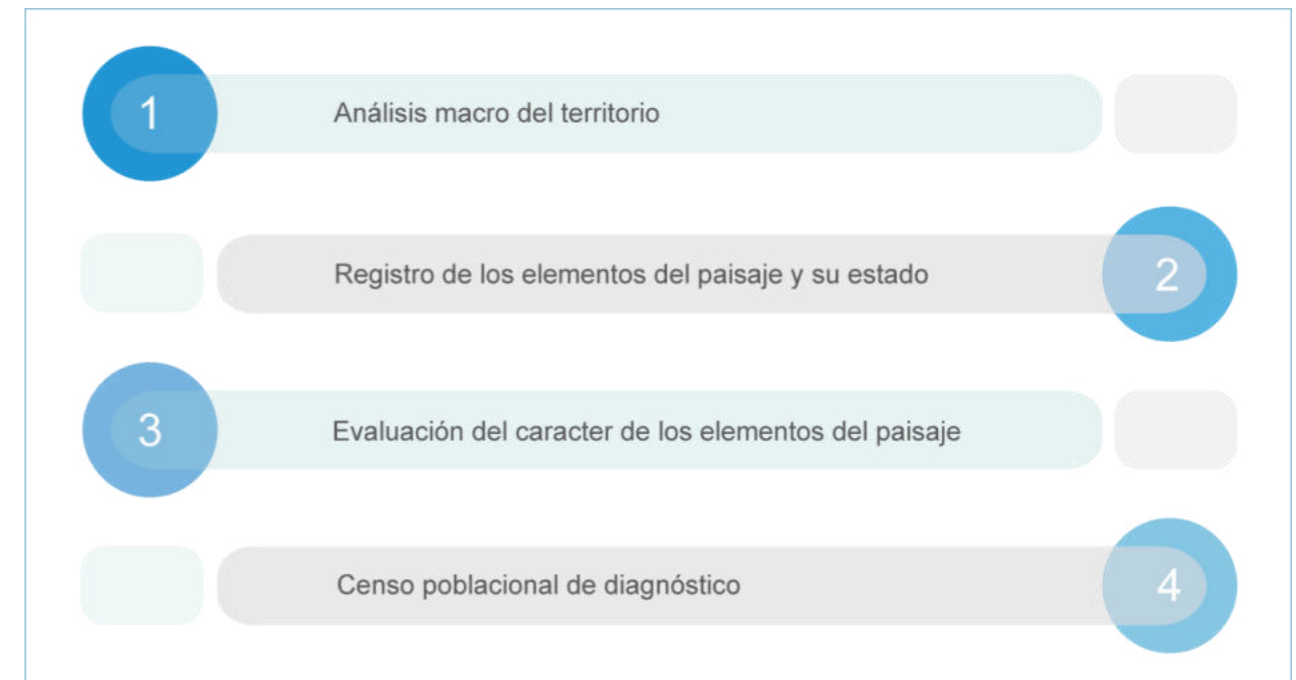 1 Análisis macro del territorio
Registro de los elementos del paisaje y su estado 2
3 Evaluación del caracter de los elementos del paisaje
Censo poblacional de diagnóstico 4